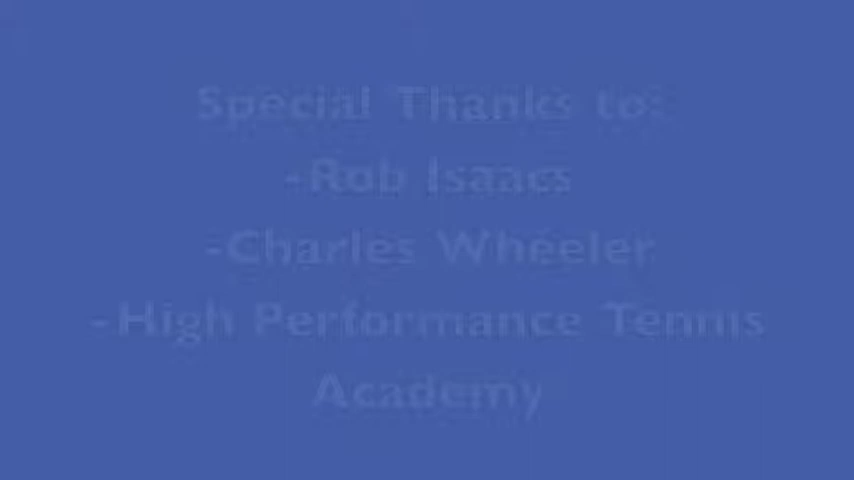 Special Thanks to:
-Rob Isaacs
-Charles Wheeler
-High Performance Tennis
Academy